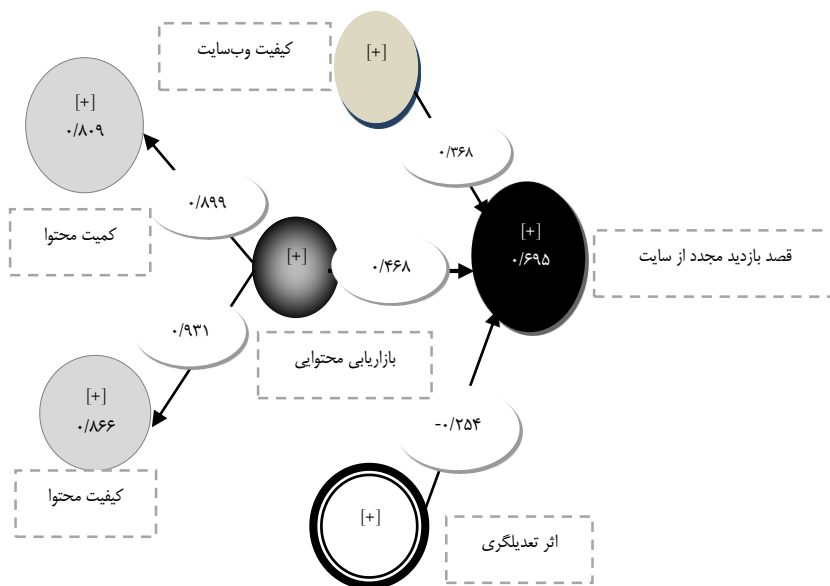 کیفیت وب‌سایت
[+]
[+]
۰/۸۰۹
۰/۳۶۸
۰/۸۹۹
کمیت محتوا
[+]
۰/۶۹۵
قصد بازدید مجدد از سایت
[+]
۰/۴۶۸
۰/۹۳۱
بازاریابی محتوایی
[+]
۰/۸۶۶
-۰/۲۵۴
کیفیت محتوا
[+]
اثر تعدیلگری